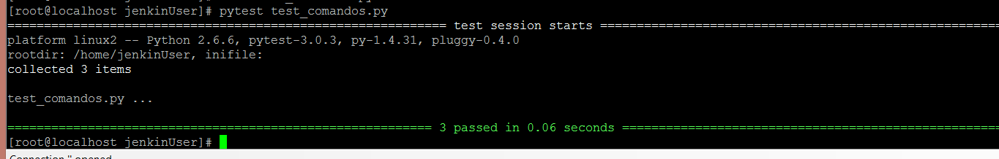 [root@localhost jenkinUser]# pytest test_comandos.py
============================================================ test session starts =======================================================
platform linux2 -- Python 2.6.6, pytest-3.0.3, py-1.4.31, pluggy-0.4.0
rootdir: /home/jenkinUser, inifile:
collected 3 items
test_comandos.py ...
========================================================== 3 passed in 0.06 seconds ====================================================
[root@localhost jenkinUser]#
Connection '' opened